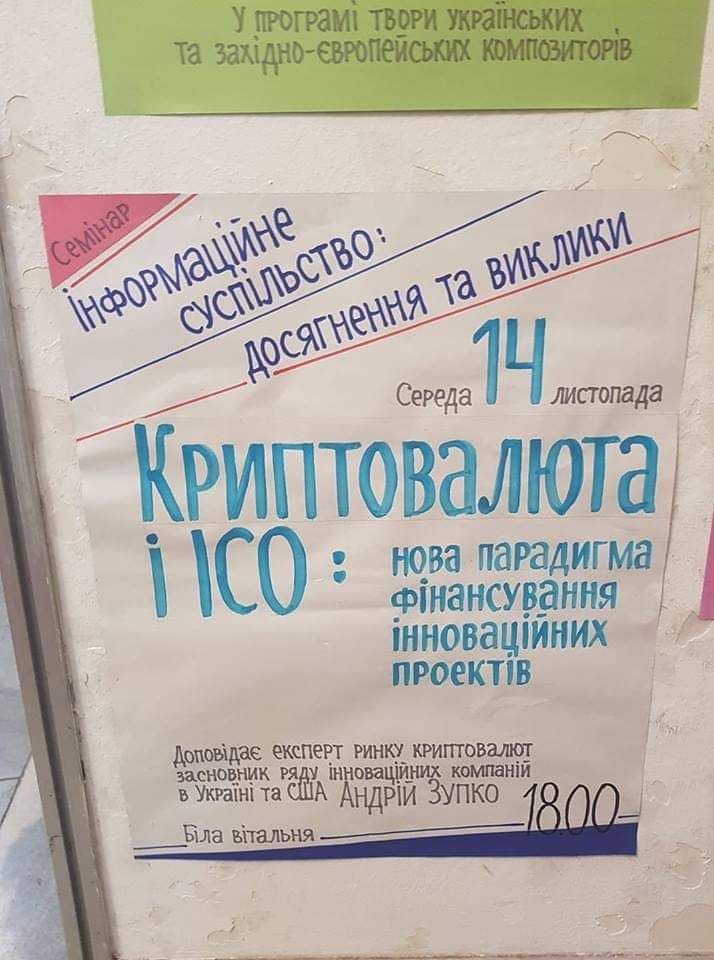 У програмі твори українських
та західно-європейських композиторів
Семінар
Інформаційне
суспільство:
досягнення та виклики
Середа 14 листопада
Криптовалюта
і ICO: нова парадигма
фінансування
інноваційних
проектів
Доповідає експерт ринку криптовалют
засновник ряду інноваційних компаній
в Україні та США Андрій Зупко 18.00
Біла вітальня